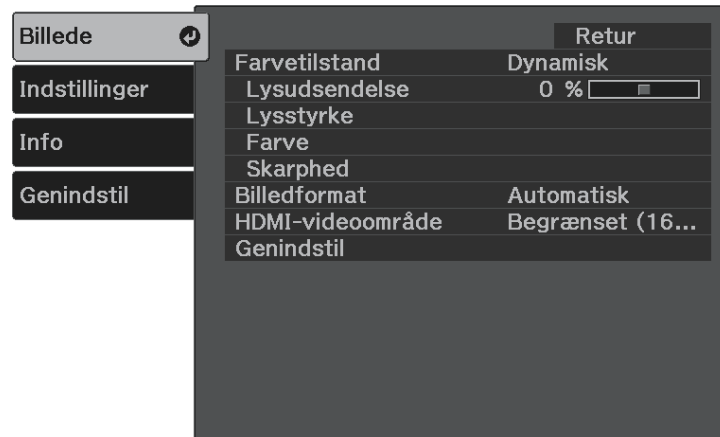 Billede
Indstillinger
Info
Genindstil
Retur
Farvetilstand Dynamisk
Lysudsendelse 0 %
Lysstyrke
Farve
Skarphed
Billedformat Automatisk
HDMI-videoområde Begrænset (16...
Genindstil